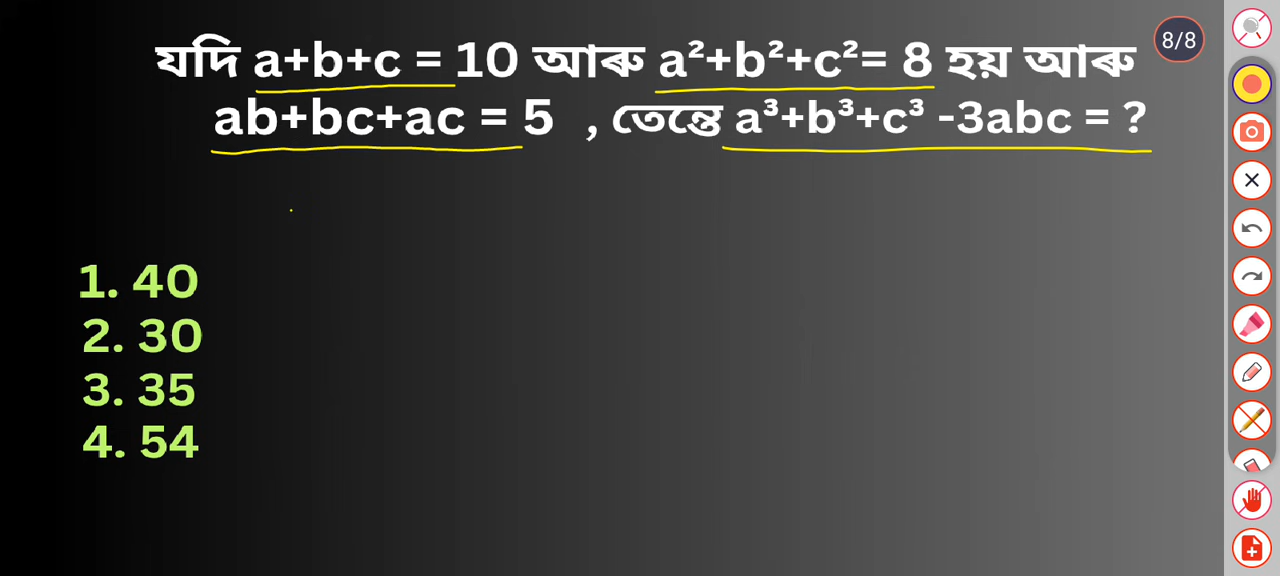 যদি a+b+c = 10 আৰু a²+b²+c²= 8 হয় আৰু
ab+bc+ac = 5 , তেন্তে a³+b³+c³ -3abc = ?
8/8
1. 40
2. 30
3. 35
4. 54